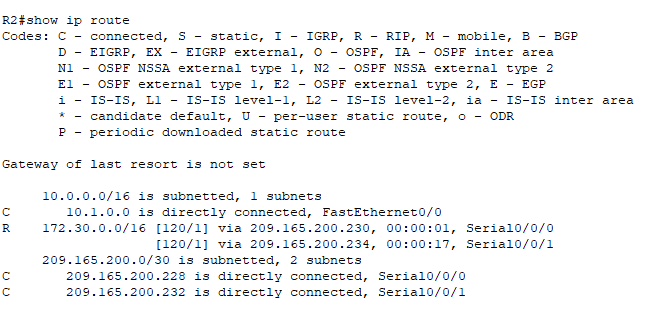 R2#show ip route
Codes: C - connected, S - static, I - IGRP, R - RIP, M - mobile, B - BGP
       D - EIGRP, EX - EIGRP external, O - OSPF, IA - OSPF inter area
       N1 - OSPF NSSA external type 1, N2 - OSPF NSSA external type 2
       E1 - OSPF external type 1, E2 - OSPF external type 2, E - EGP
       i - IS-IS, L1 - IS-IS level-1, L2 - IS-IS level-2, ia - IS-IS inter area
       * - candidate default, U - per-user static route, o - ODR
       P - periodic downloaded static route

Gateway of last resort is not set

     10.0.0.0/16 is subnetted, 1 subnets
C       10.1.0.0 is directly connected, FastEthernet0/0
R    172.30.0.0/16 [120/1] via 209.165.200.230, 00:00:01, Serial0/0/0
                   [120/1] via 209.165.200.234, 00:00:17, Serial0/0/1
     209.165.200.0/30 is subnetted, 2 subnets
C       209.165.200.228 is directly connected, Serial0/0/0
C       209.165.200.232 is directly connected, Serial0/0/1